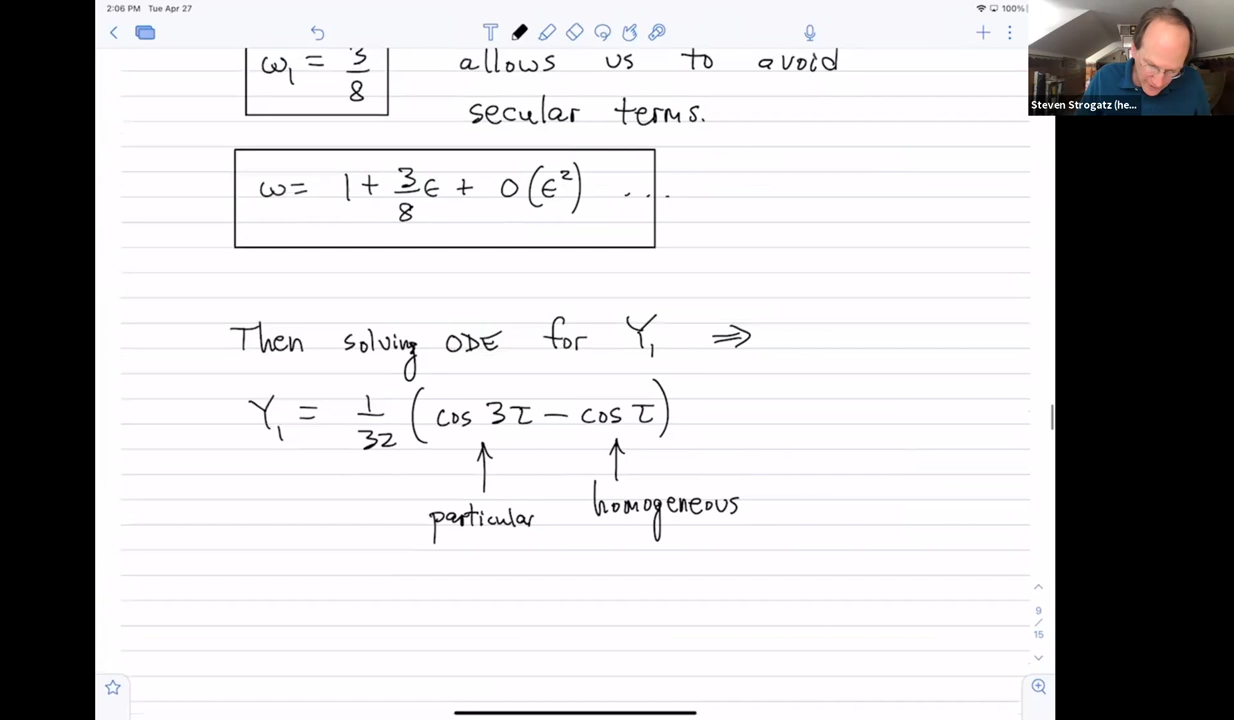 2:06 PM Tue Apr 27
100%
Steven Strogatz (he...
ω₁ = 3/8 allows us to avoid
secular terms.
ω = 1 + 3/8 ϵ + O(ϵ²) ...
Then solving ODE for Y₁ ⇒
Y₁ = 1/32 (cos 3τ − cos τ)
particular homogeneous
9
/
15